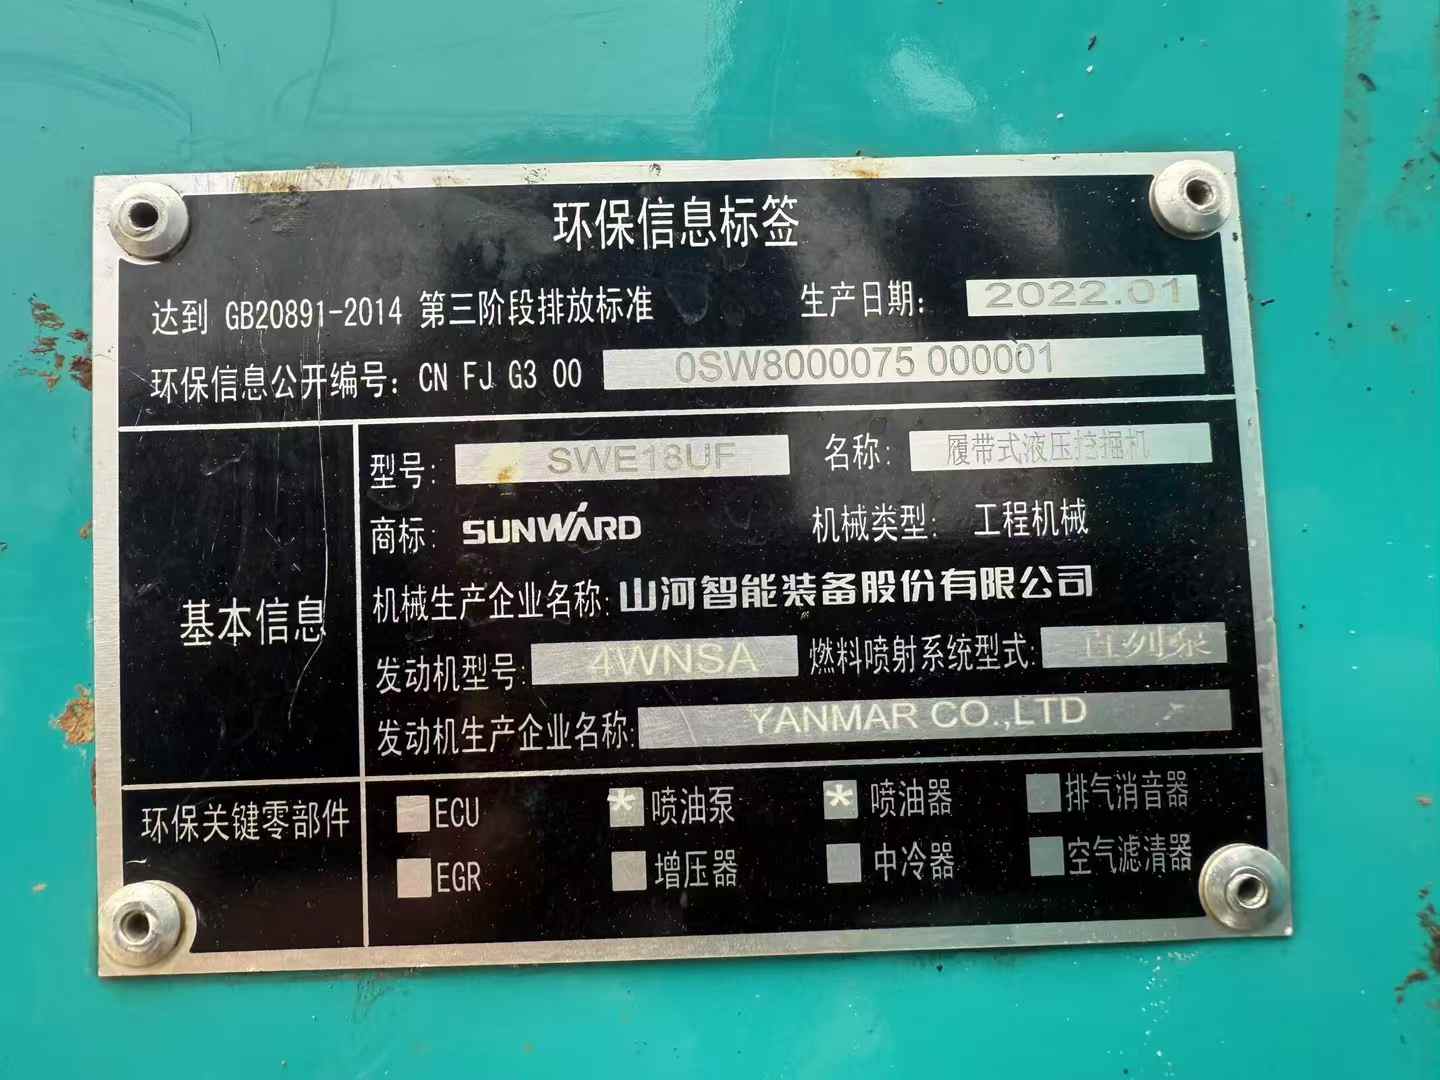 环保信息标签
达到 GB20891-2014 第三阶段排放标准 生产日期: 2022.01
环保信息公开编号: CN FJ G3 00 0SW8000075 000001
基本信息
型号: SWE18UF 名称: 履带式液压挖掘机
商标: SUNWARD 机械类型: 工程机械
机械生产企业名称: 山河智能装备股份有限公司
发动机型号: 4WNSA 燃料喷射系统型式: 直列泵
发动机生产企业名称: YANMAR CO.,LTD
环保关键零部件
ECU * 喷油泵 * 喷油器 排气消音器
EGR 增压器 中冷器 空气滤清器